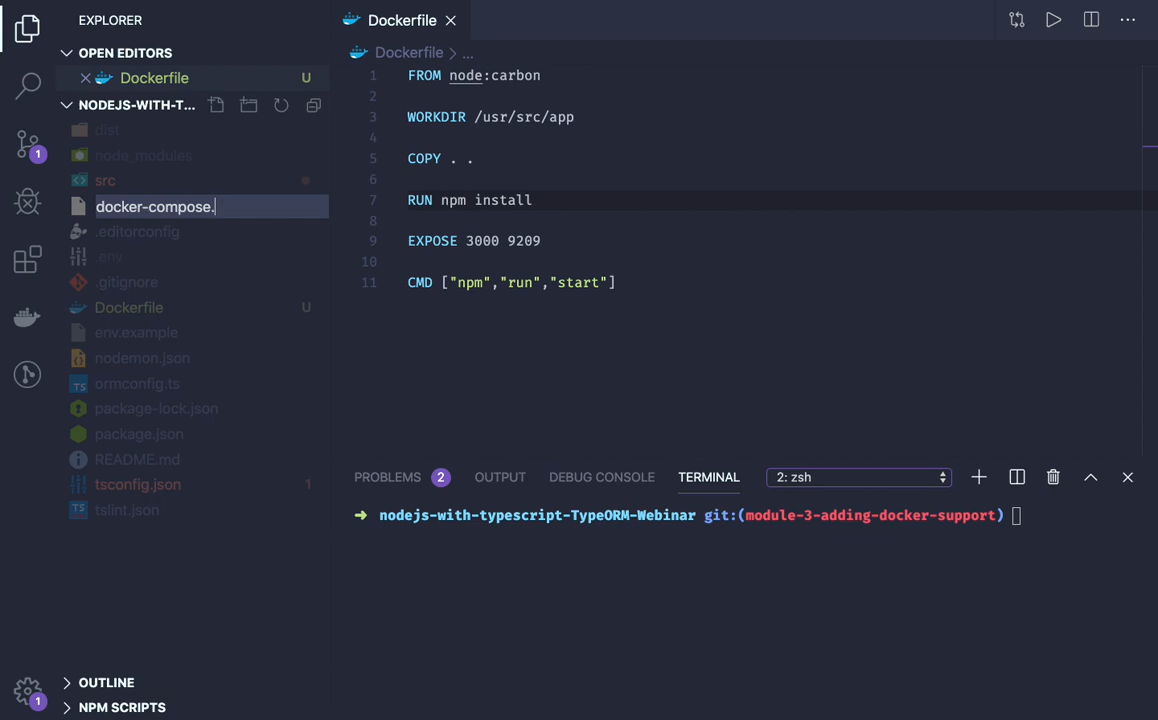 EXPLORER
OPEN EDITORS
Dockerfile U
NODEJS-WITH-T...
dist
node_modules
src
docker-compose.
.editorconfig
.env
.gitignore
Dockerfile U
env.example
nodemon.json
ormconfig.ts
package-lock.json
package.json
README.md
tsconfig.json 1
tslint.json
OUTLINE
NPM SCRIPTS
1
1
Dockerfile
Dockerfile > ...
1 FROM node:carbon
2
3 WORKDIR /usr/src/app
4
5 COPY . .
6
7 RUN npm install
8
9 EXPOSE 3000 9209
10
11 CMD ["npm","run","start"]
PROBLEMS 2 OUTPUT DEBUG CONSOLE TERMINAL 2: zsh
➜ nodejs-with-typescript-TypeORM-Webinar git:(module-3-adding-docker-support)